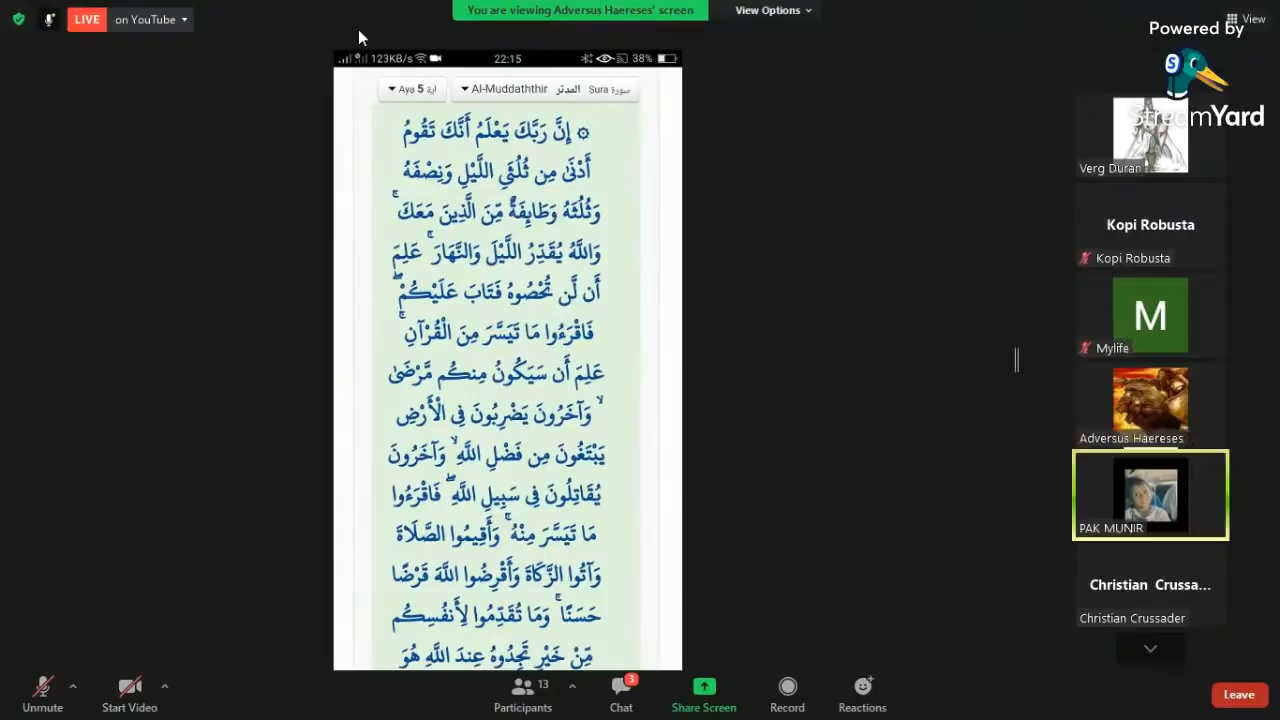 LIVE on YouTube
You are viewing Adversus Haereses' screen
View Options
View
Powered by
StreamYard
123KB/s 22:15 38%
Aya 5 آية
Al-Muddaththir المدثر Sura سورة
۞ إِنَّ رَبَّكَ يَعْلَمُ أَنَّكَ تَقُومُ
أَدْنَىٰ مِن ثُلُثَيِ اللَّيْلِ وَنِصْفَهُ
وَثُلُثَهُ وَطَائِفَةٌ مِّنَ الَّذِينَ مَعَكَ ۚ
وَاللَّهُ يُقَدِّرُ اللَّيْلَ وَالنَّهَارَ ۚ عَلِمَ
أَن لَّن تُحْصُوهُ فَتَابَ عَلَيْكُمْ ۖ
فَاقْرَءُوا مَا تَيَسَّرَ مِنَ الْقُرْآنِ ۚ
عَلِمَ أَن سَيَكُونُ مِنكُم مَّرْضَىٰ
ۙ وَآخَرُونَ يَضْرِبُونَ فِي الْأَرْضِ
يَبْتَغُونَ مِن فَضْلِ اللَّهِ ۙ وَآخَرُونَ
يُقَاتِلُونَ فِي سَبِيلِ اللَّهِ ۖ فَاقْرَءُوا
مَا تَيَسَّرَ مِنْهُ ۚ وَأَقِيمُوا الصَّلَاةَ
وَآتُوا الزَّكَاةَ وَأَقْرِضُوا اللَّهَ قَرْضًا
حَسَنًا ۚ وَمَا تُقَدِّمُوا لِأَنفُسِكُم
مِّنْ خَيْرٍ تَجِدُوهُ عِندَ اللَّهِ هُوَ
Verg Duran
Kopi Robusta
Kopi Robusta
M
Mylife
Adversus Haereses
PAK MUNIR
Christian Crussa...
Christian Crussader
Unmute
Start Video
13
Participants
3
Chat
Share Screen
Record
Reactions
Leave